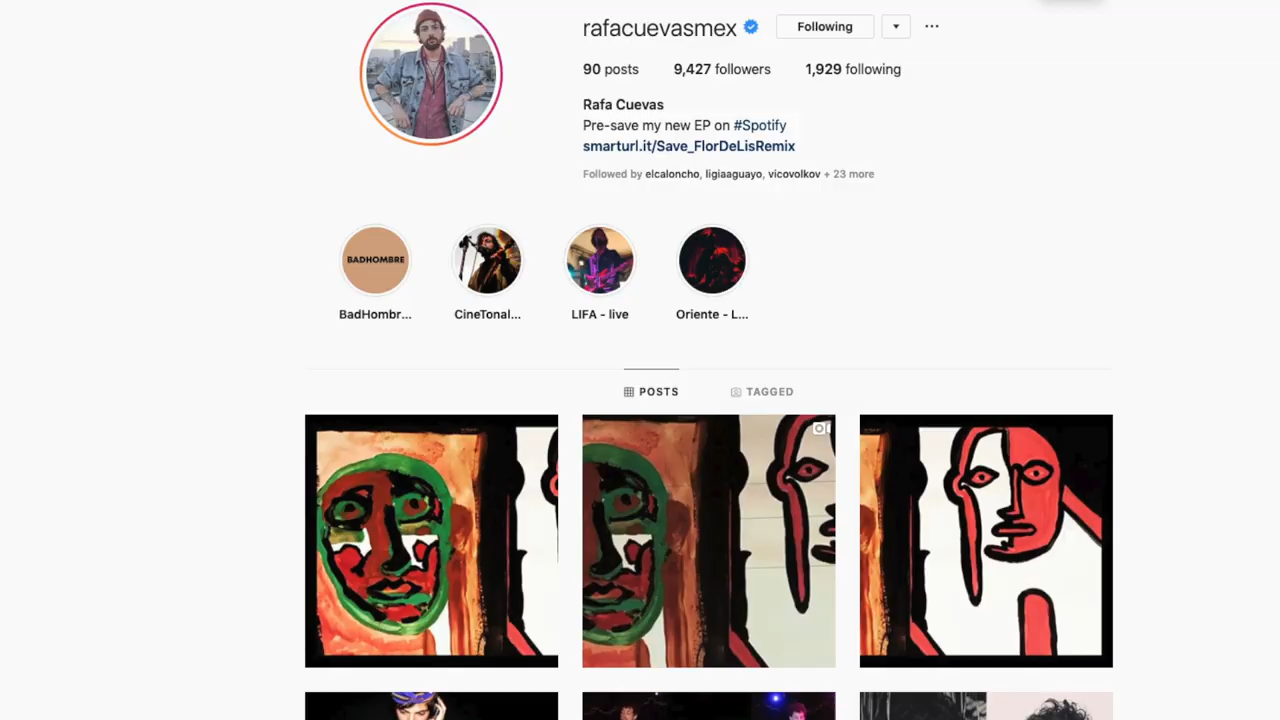 rafacuevasmex
Following
90 posts 9,427 followers 1,929 following
Rafa Cuevas
Pre-save my new EP on #Spotify
smarturl.it/Save_FlorDeLisRemix
Followed by elcaloncho, ligiaaguayo, vicovolkov + 23 more
BADHOMBRE
BadHombr... CineTonal... LIFA - live Oriente - L...
POSTS TAGGED